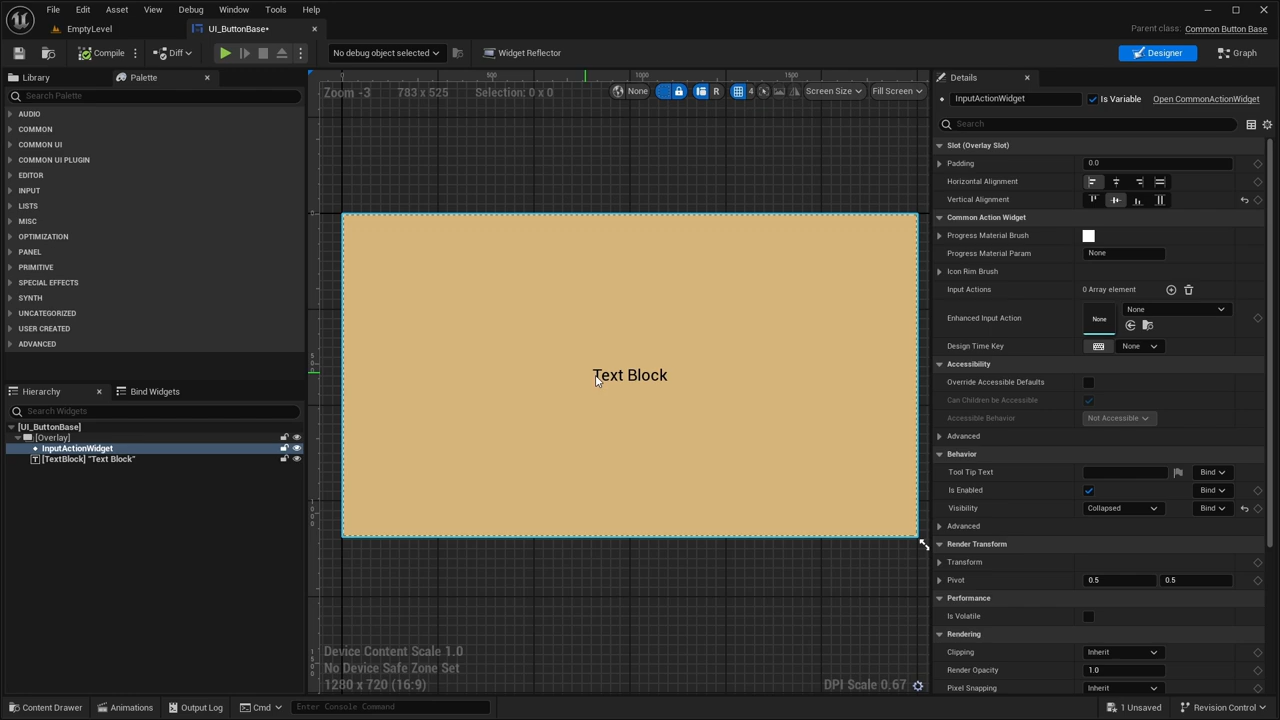 File Edit Asset View Debug Window Tools Help
EmptyLevel
UI_ButtonBase*
Parent class: Common Button Base
Compile
Diff
No debug object selected
Widget Reflector
Designer
Graph
Library
Palette
Search Palette
AUDIO
COMMON
COMMON UI
COMMON UI PLUGIN
EDITOR
INPUT
LISTS
MISC
OPTIMIZATION
PANEL
PRIMITIVE
SPECIAL EFFECTS
SYNTH
UNCATEGORIZED
USER CREATED
ADVANCED
Hierarchy
Bind Widgets
Search Widgets
[UI_ButtonBase]
[Overlay]
InputActionWidget
[TextBlock] "Text Block"
0 500 1000 1500
Zoom -3 783 x 525 Selection: 0 x 0
None
R
4
Screen Size
Fill Screen
Text Block
Device Content Scale 1.0
No Device Safe Zone Set
1280 x 720 (16:9)
DPI Scale 0.67
Details
InputActionWidget
Is Variable
Open CommonActionWidget
Search
Slot (Overlay Slot)
Padding 0.0
Horizontal Alignment
Vertical Alignment
Common Action Widget
Progress Material Brush
Progress Material Param None
Icon Rim Brush
Input Actions 0 Array element
Enhanced Input Action None None
Design Time Key None
Accessibility
Override Accessible Defaults
Can Children be Accessible
Accessible Behavior Not Accessible
Advanced
Behavior
Tool Tip Text Bind
Is Enabled Bind
Visibility Collapsed Bind
Advanced
Render Transform
Transform
Pivot 0.5 0.5
Performance
Is Volatile
Rendering
Clipping Inherit
Render Opacity 1.0
Pixel Snapping Inherit
Content Drawer
Animations
Output Log
Cmd
Enter Console Command
1 Unsaved
Revision Control